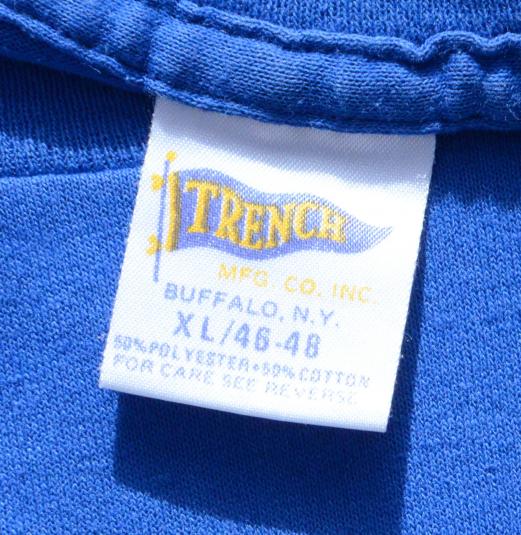 TRENCH
MFG. CO. INC.
BUFFALO, N.Y.
XL/46-48
50% POLYESTER•50% COTTON
FOR CARE SEE REVERSE